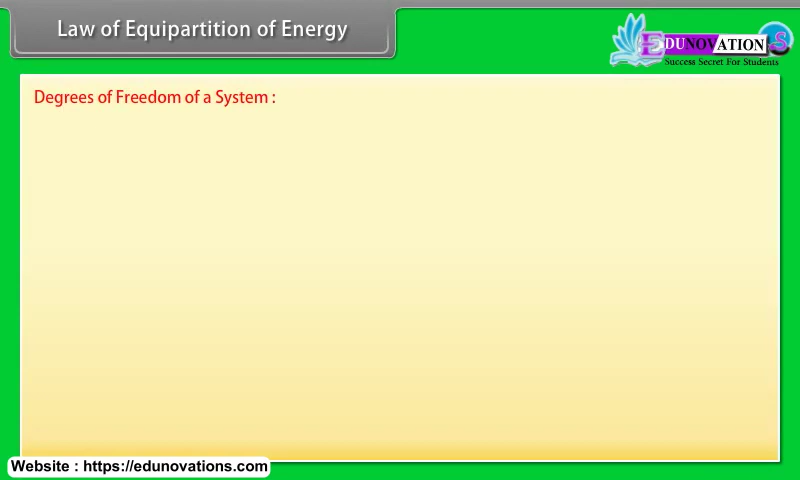 Law of Equipartition of Energy
EDUNOVATIONS
Success Secret For Students
Degrees of Freedom of a System :
Website : https://edunovations.com